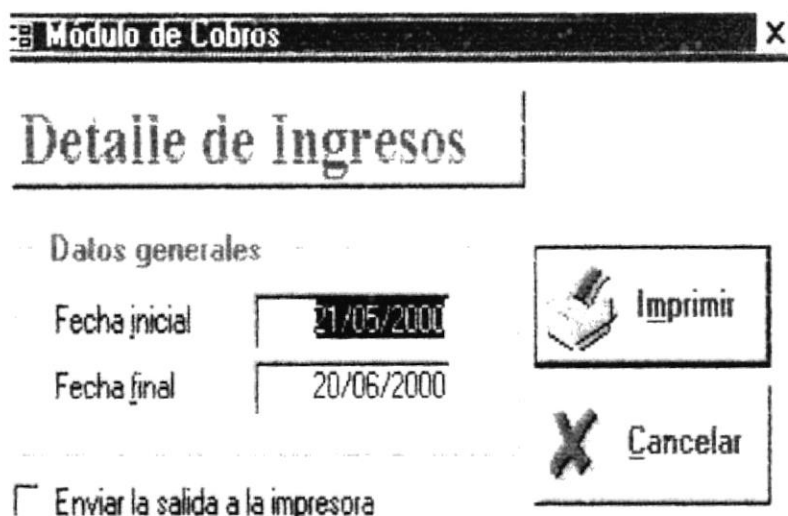 Módulo de Cobros
Detalle de Ingresos
Datos generales
Fecha inicial 21/05/2000
Fecha final 20/06/2000
Imprimir
Cancelar
Enviar la salida a la impresora